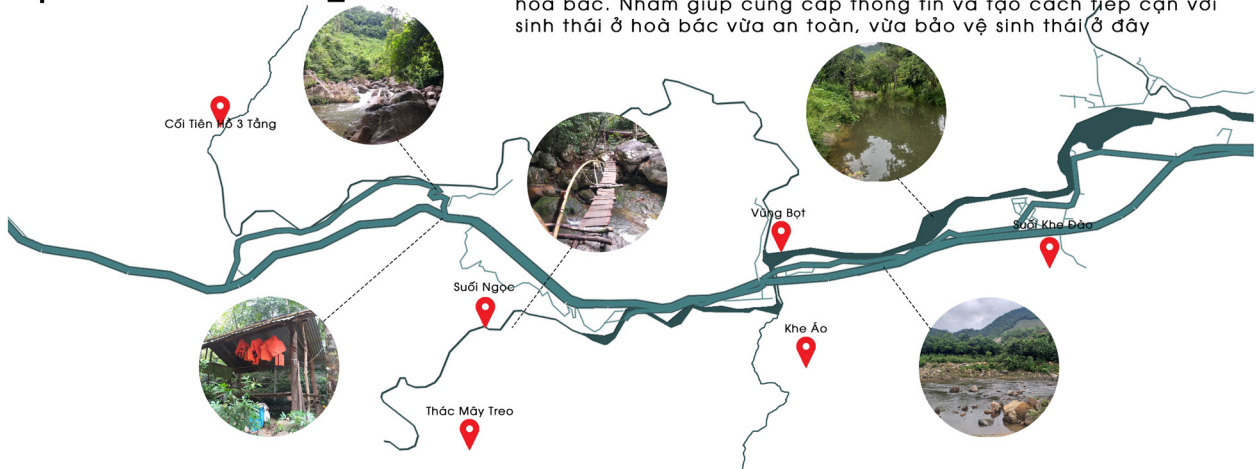 hoà bắc. Nhằm giúp cung cấp thông tin và tạo cách tiếp cận với
sinh thái ở hoà bắc vừa an toàn, vừa bảo vệ sinh thái ở đây
Cối Tiên Hồ 3 Tầng
Vũng Bọt
Suối Khe Đào
Suối Ngọc
Khe Áo
Thác Mây Treo